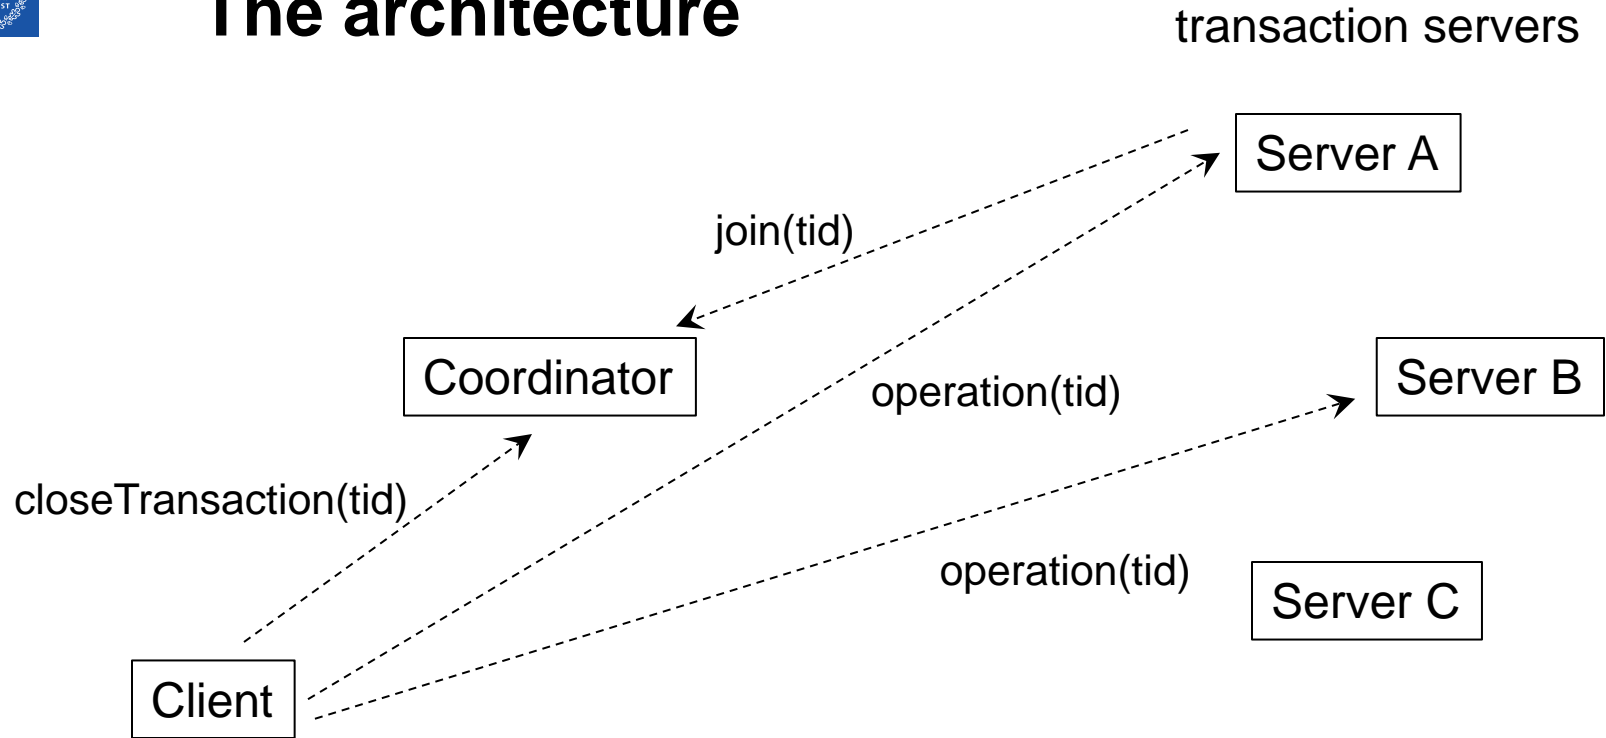 The architecture
transaction servers
Server A
join(tid)
Coordinator
operation(tid)
Server B
closeTransaction(tid)
operation(tid)
Server C
Client